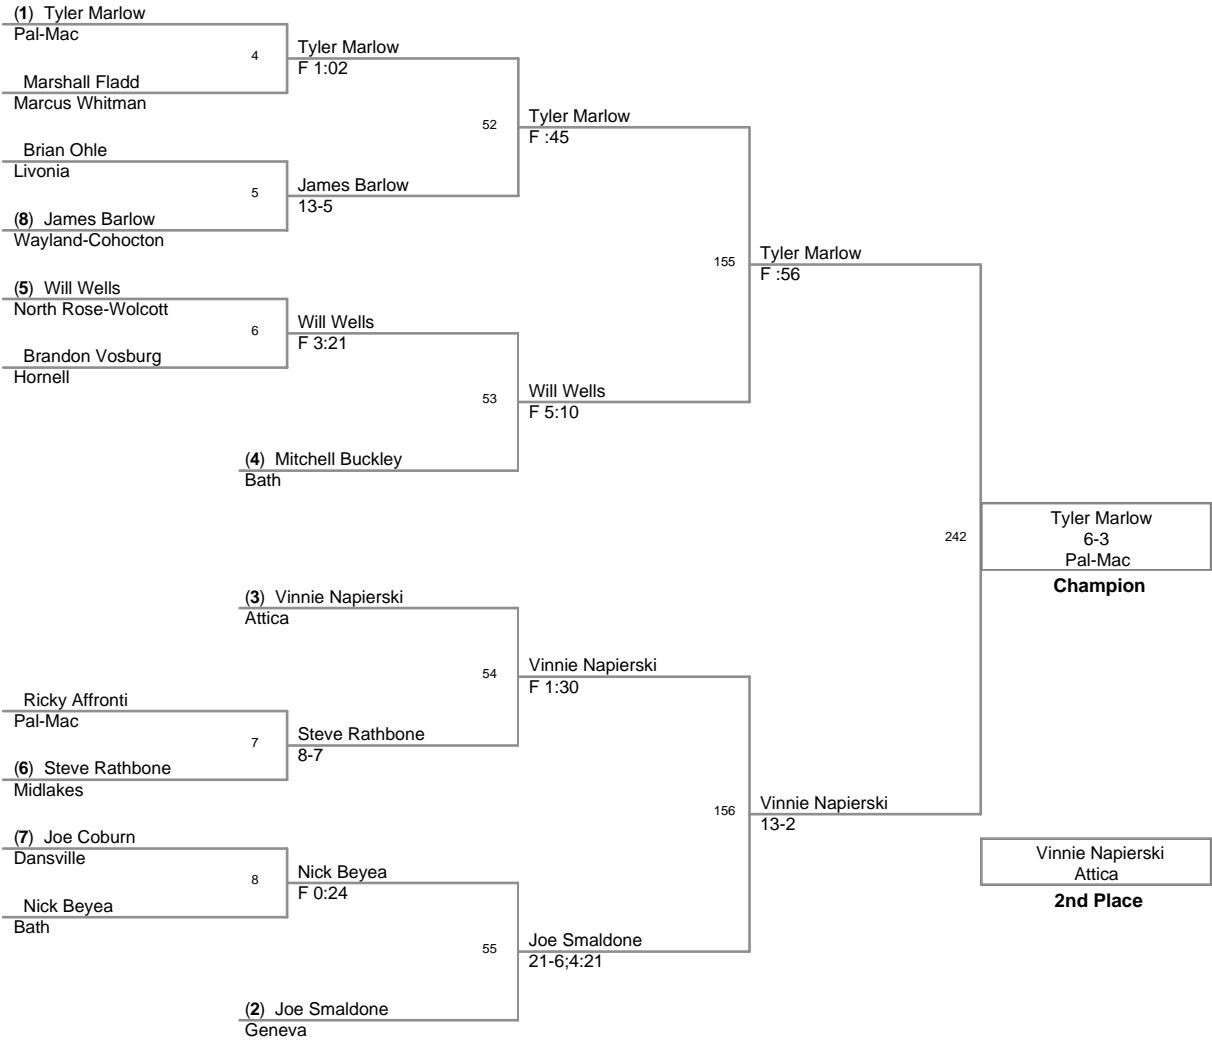 (1) Tyler Marlow
Pal-Mac
4
Tyler Marlow
F 1:02
Marshall Fladd
Marcus Whitman
52
Tyler Marlow
F :45
Brian Ohle
Livonia
5
James Barlow
13-5
(8) James Barlow
Wayland-Cohocton
155
Tyler Marlow
F :56
(5) Will Wells
North Rose-Wolcott
6
Will Wells
F 3:21
Brandon Vosburg
Hornell
53
Will Wells
F 5:10
(4) Mitchell Buckley
Bath
242
Tyler Marlow
6-3
Pal-Mac
Champion
(3) Vinnie Napierski
Attica
54
Vinnie Napierski
F 1:30
Ricky Affronti
Pal-Mac
7
Steve Rathbone
8-7
(6) Steve Rathbone
Midlakes
156
Vinnie Napierski
13-2
(7) Joe Coburn
Dansville
8
Nick Beyea
F 0:24
Nick Beyea
Bath
55
Joe Smaldone
21-6;4:21
(2) Joe Smaldone
Geneva
Vinnie Napierski
Attica
2nd Place